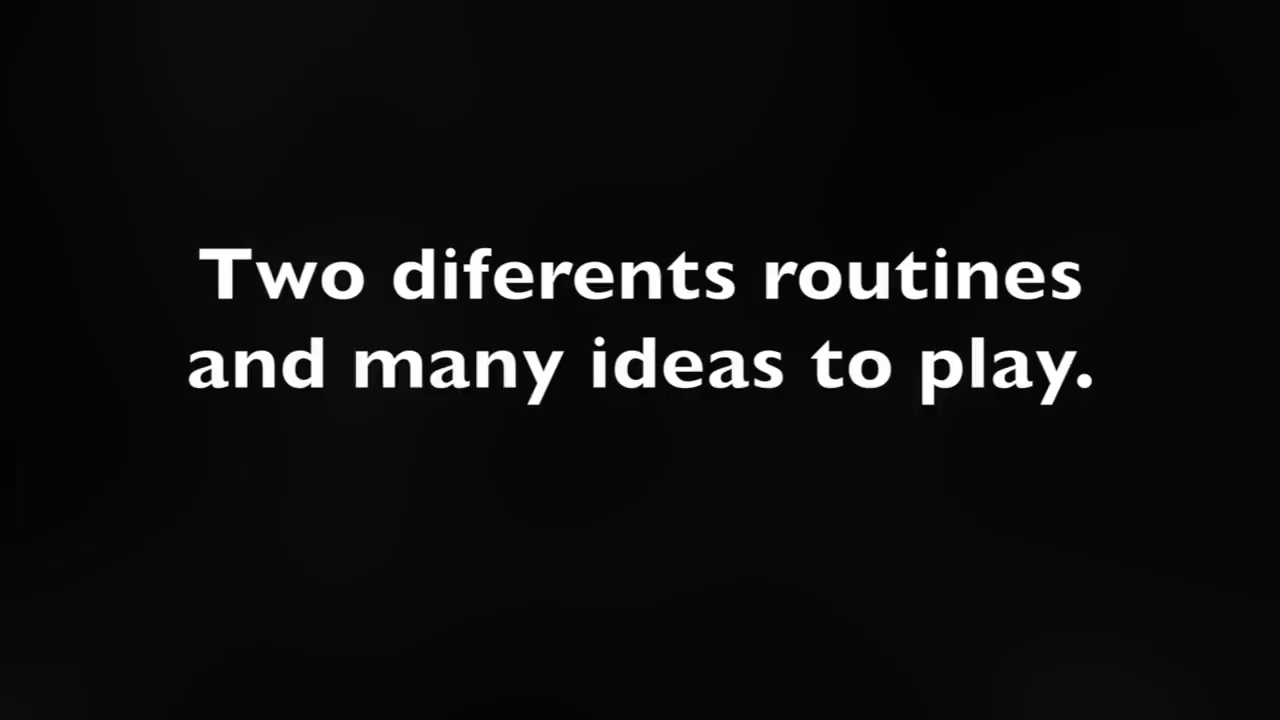 Two diferents routines
and many ideas to play.